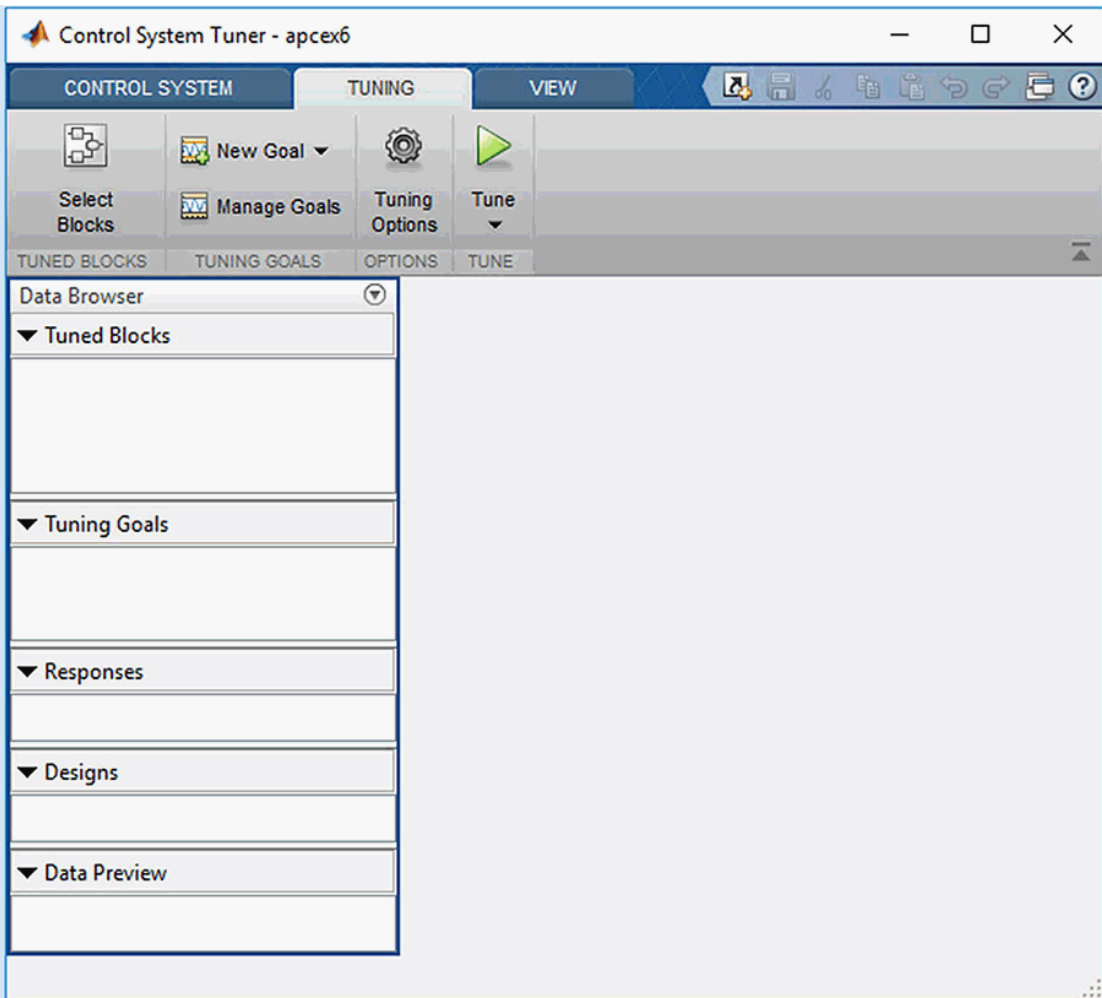 Control System Tuner - apcex6
CONTROL SYSTEM TUNING VIEW
New Goal
Manage Goals
Select
Blocks
Tuning
Options
Tune
TUNED BLOCKS TUNING GOALS OPTIONS TUNE
Data Browser
Tuned Blocks
Tuning Goals
Responses
Designs
Data Preview